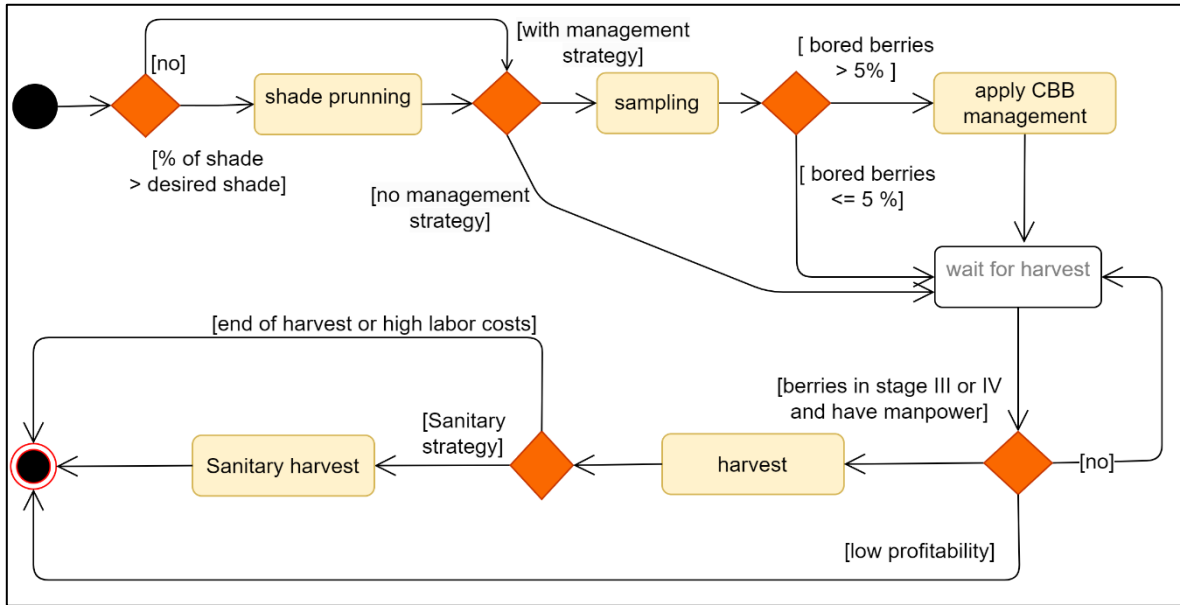 [no]
[with management
strategy]
[ bored berries
> 5% ]
shade prunning
sampling
apply CBB
management
[% of shade
> desired shade]
[no management
strategy]
[bored berries
<= 5 %]
wait for harvest
[end of harvest or high labor costs]
[berries in stage III or IV
and have manpower]
[Sanitary
strategy]
Sanitary harvest
harvest
[no]
[low profitability]